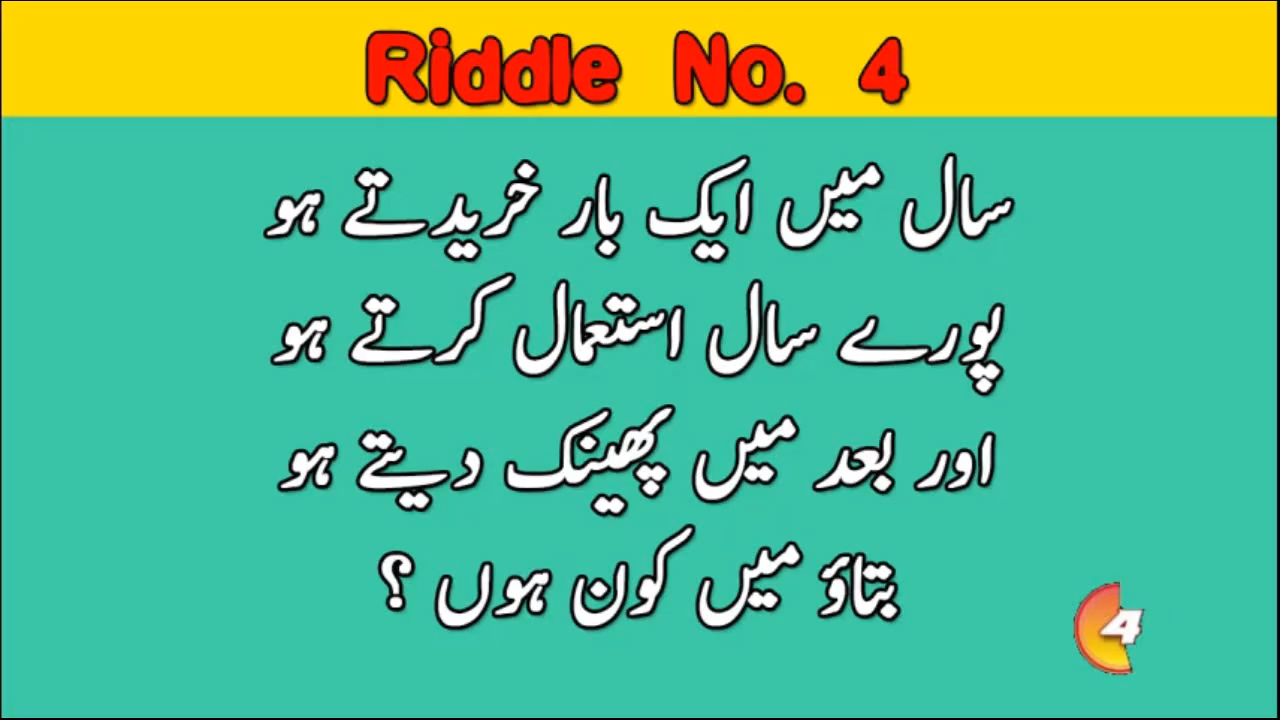 Riddle No. 4
سال میں ایک بار خریدتے ہو
پورے سال استعمال کرتے ہو
اور بعد میں پھینک دیتے ہو
بتاؤ میں کون ہوں ؟
4